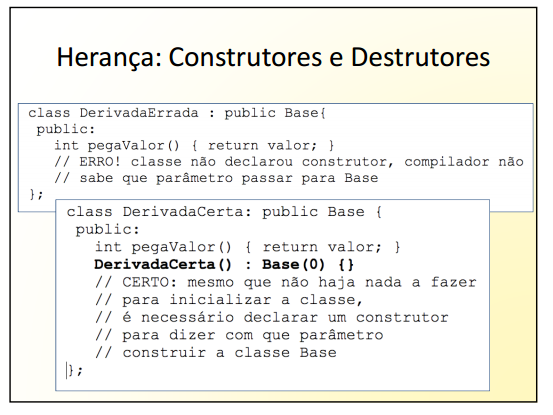 Herança: Construtores e Destrutores
class DerivadaErrada : public Base{
public:
int pegaValor() { return valor; }
// ERRO! classe não declarou construtor, compilador não
// sabe que parâmetro passar para Base
};
class DerivadaCerta: public Base {
public:
int pegaValor() { return valor; }
DerivadaCerta() : Base(0) {}
// CERTO: mesmo que não haja nada a fazer
// para inicializar a classe,
// é necessário declarar um construtor
// para dizer com que parâmetro
// construir a classe Base
};